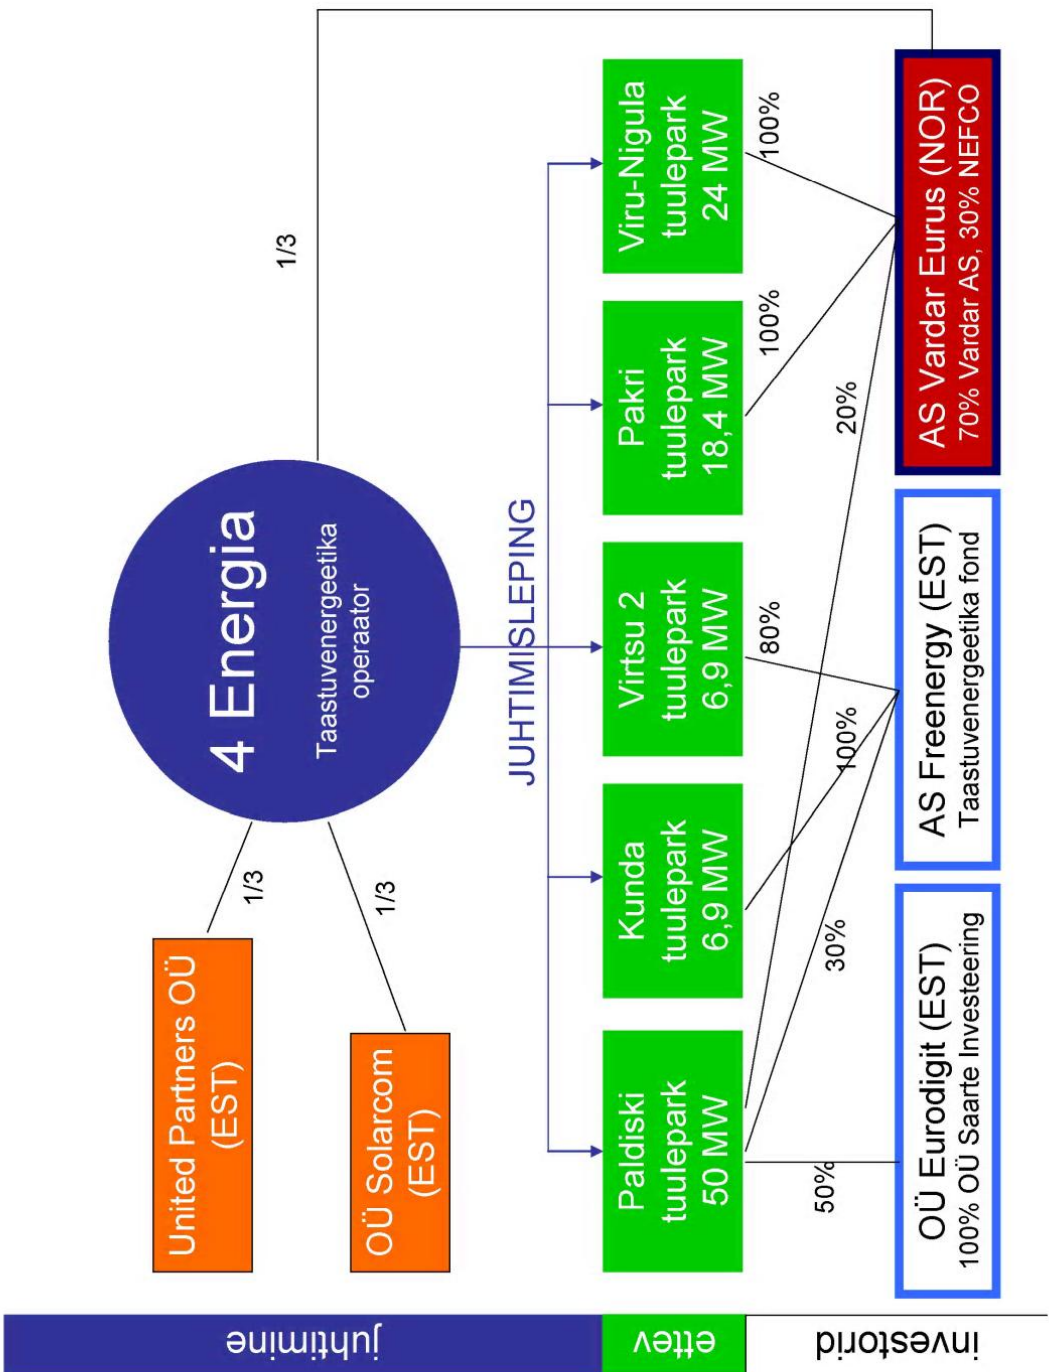 juhtimine
United Partners OÜ
(EST)
OÜ Solarcom
(EST)
1/3
1/3
4 Energia
Taastuvenergeetika
operaator
1/3
JUHTIMISLEPING
ettev
Paldiski
tuulepark
50 MW
Kunda
tuulepark
6,9 MW
Virtsu 2
tuulepark
6,9 MW
Pakri
tuulepark
18,4 MW
Viru-Nigula
tuulepark
24 MW
50%
30%
100%
80%
20%
100%
100%
investorid
OÜ Eurodigit (EST)
100% OÜ Saarte Investeering
AS Freenergy (EST)
Taastuvenergeetika fond
AS Vardar Eurus (NOR)
70% Vardar AS, 30% NEFCO